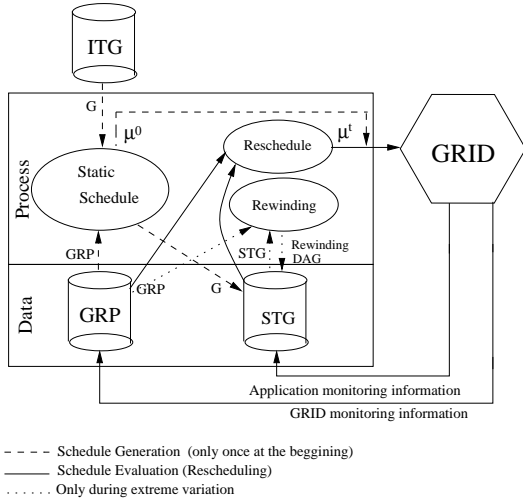 ITG
G
μ⁰
μᵗ
Static
Schedule
Reschedule
GRID
Process
Rewinding
GRP
STG
Rewinding
DAG
GRP
G
GRP
STG
Data
Application monitoring information
GRID monitoring information
Schedule Generation (only once at the beggining)
Schedule Evaluation (Rescheduling)
Only during extreme variation